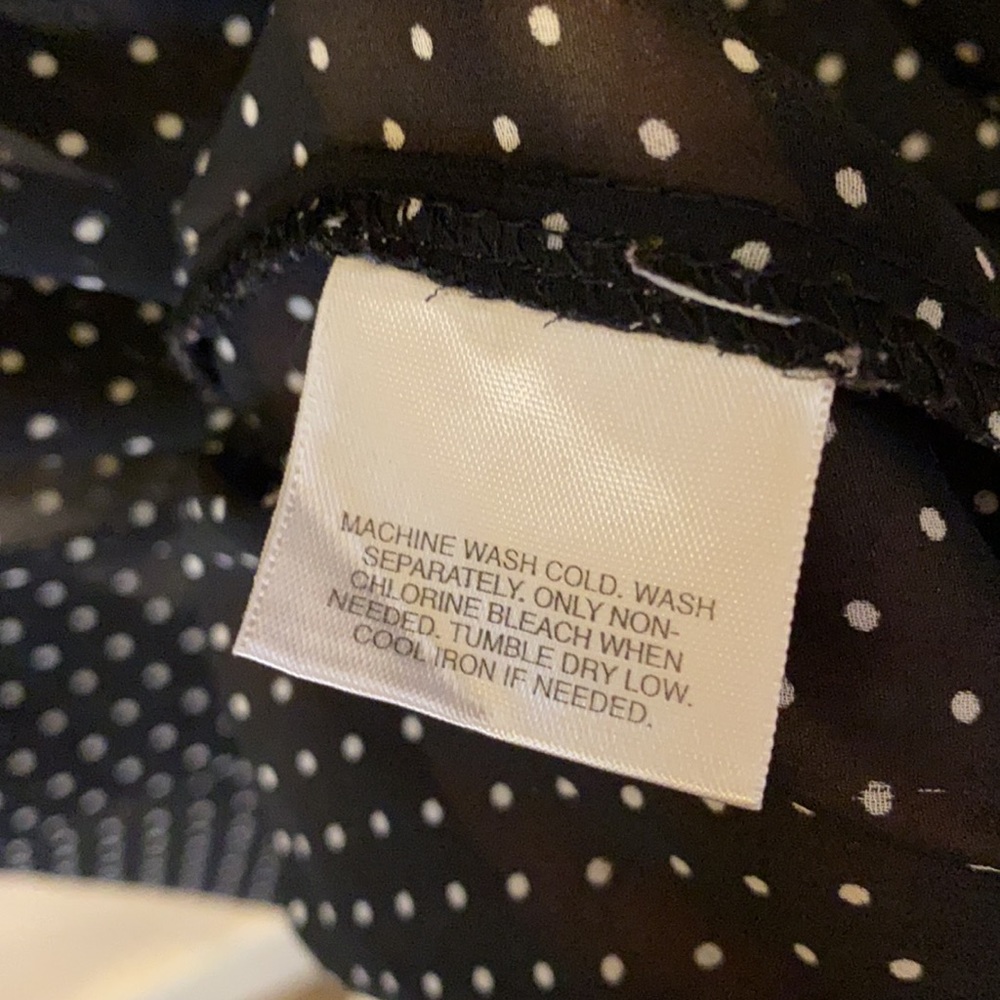 MACHINE WASH COLD. WASH
SEPARATELY. ONLY NON-
CHLORINE BLEACH WHEN
NEEDED. TUMBLE DRY LOW.
COOL IRON IF NEEDED.